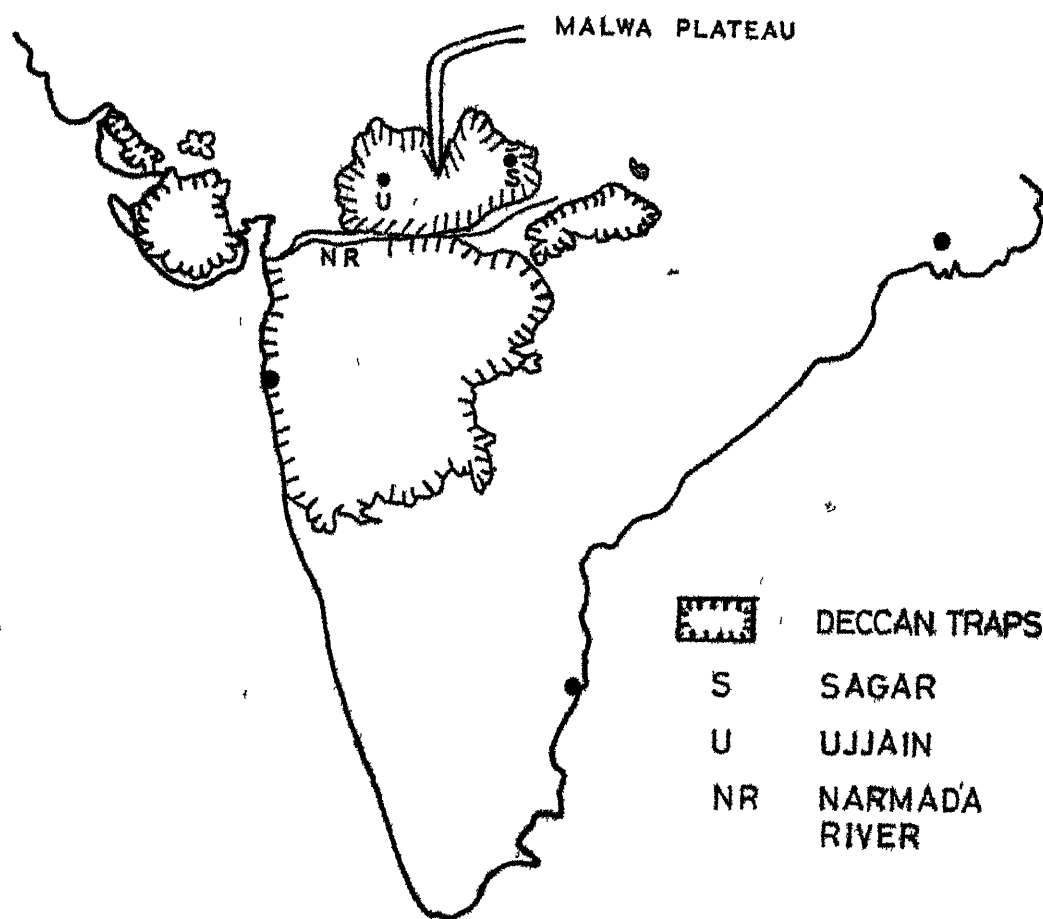 MALWA PLATEAU
S
U
NR
DECCAN TRAPS
S SAGAR
U UJJAIN
NR NARMADA
RIVER